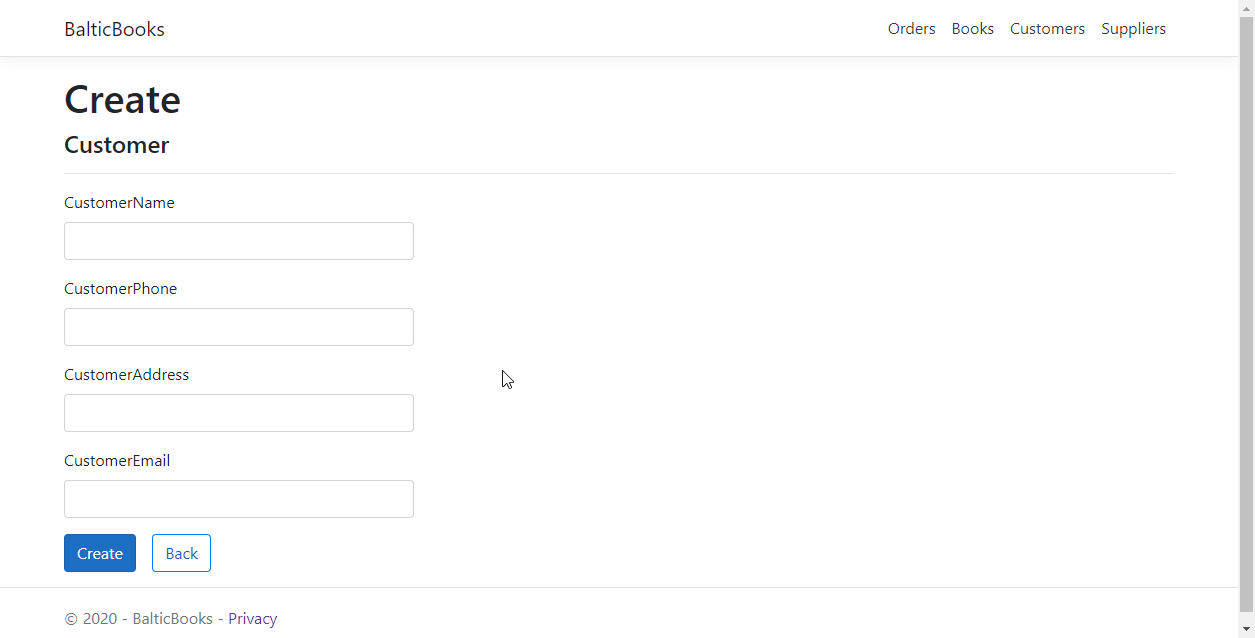 BalticBooks Orders Books Customers Suppliers
Create
Customer
CustomerName
CustomerPhone
CustomerAddress
CustomerEmail
Create Back
© 2020 - BalticBooks - Privacy